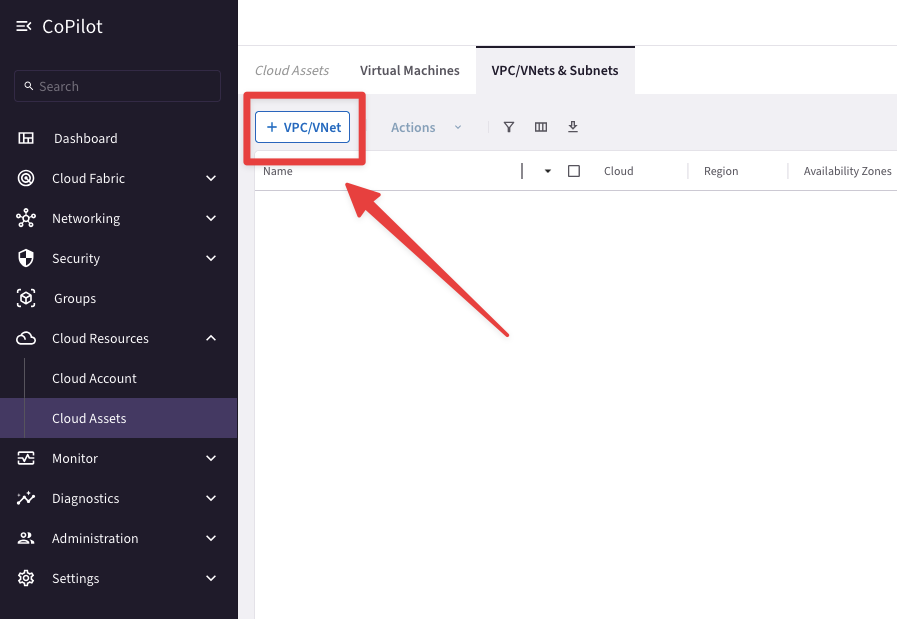 CoPilot
Search
Dashboard
Cloud Fabric
Networking
Security
Groups
Cloud Resources
Cloud Account
Cloud Assets
Monitor
Diagnostics
Administration
Settings
Cloud Assets Virtual Machines VPC/VNets & Subnets
+ VPC/VNet Actions
Name Cloud Region Availability Zones